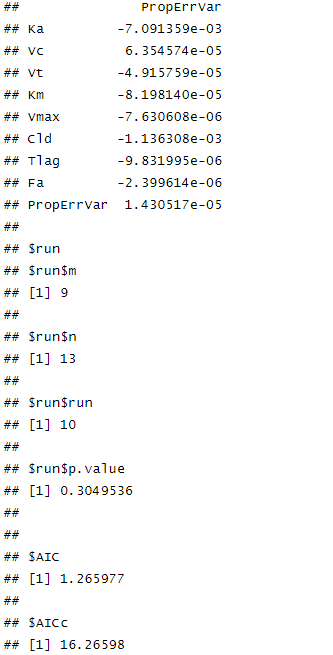 ##              PropErrVar
## Ka         -7.091359e-03
## Vc          6.354574e-05
## Vt         -4.915759e-05
## Km         -8.198140e-05
## Vmax       -7.630608e-06
## Cld        -1.136308e-03
## Tlag       -9.831995e-06
## Fa         -2.399614e-06
## PropErrVar  1.430517e-05
##
## $run
## $run$m
## [1] 9
##
## $run$n
## [1] 13
##
## $run$run
## [1] 10
##
## $run$p.value
## [1] 0.3049536
##
##
## $AIC
## [1] 1.265977
##
## $AICc
## [1] 16.26598